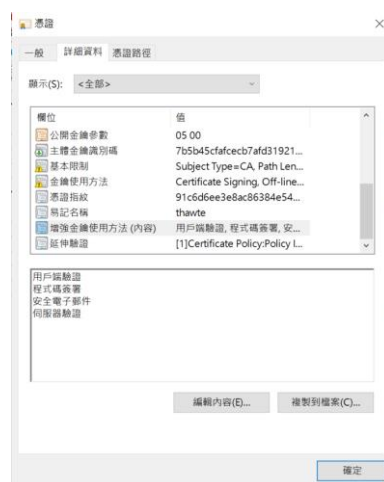 憑證
一般 詳細資料 憑證路徑
顯示(S): <全部>
欄位 值
公開金鑰參數 05 00
主體金鑰識別碼 7b5b45cfafcecb7afd31921...
基本限制 Subject Type=CA, Path Len...
金鑰使用方法 Certificate Signing, Off-line...
憑證指紋 91c6d6ee3e8ac86384e54...
易記名稱 thawte
增強金鑰使用方法 (內容) 用戶端驗證, 程式碼簽署, 安...
延伸驗證 [1]Certificate Policy:Policy I...
用戶端驗證
程式碼簽署
安全電子郵件
伺服器驗證
編輯內容(E)... 複製到檔案(C)...
確定